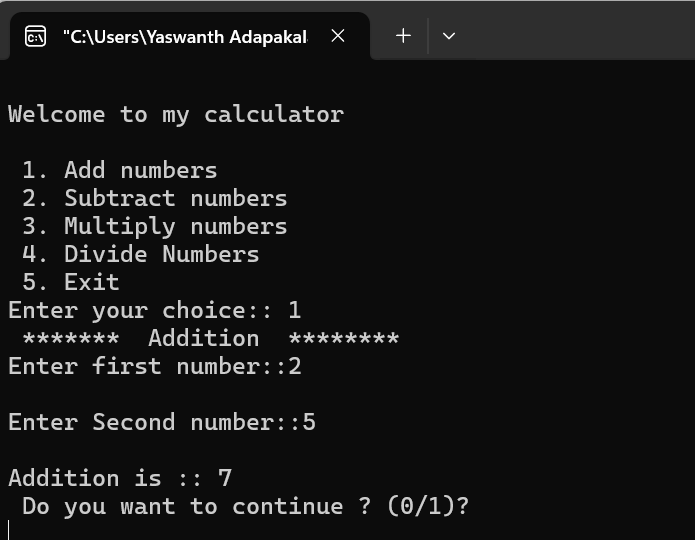 "C:\Users\Yaswanth Adapakal
Welcome to my calculator
1. Add numbers
2. Subtract numbers
3. Multiply numbers
4. Divide Numbers
5. Exit
Enter your choice:: 1
*******  Addition  ********
Enter first number::2
Enter Second number::5
Addition is :: 7
Do you want to continue ? (0/1)?